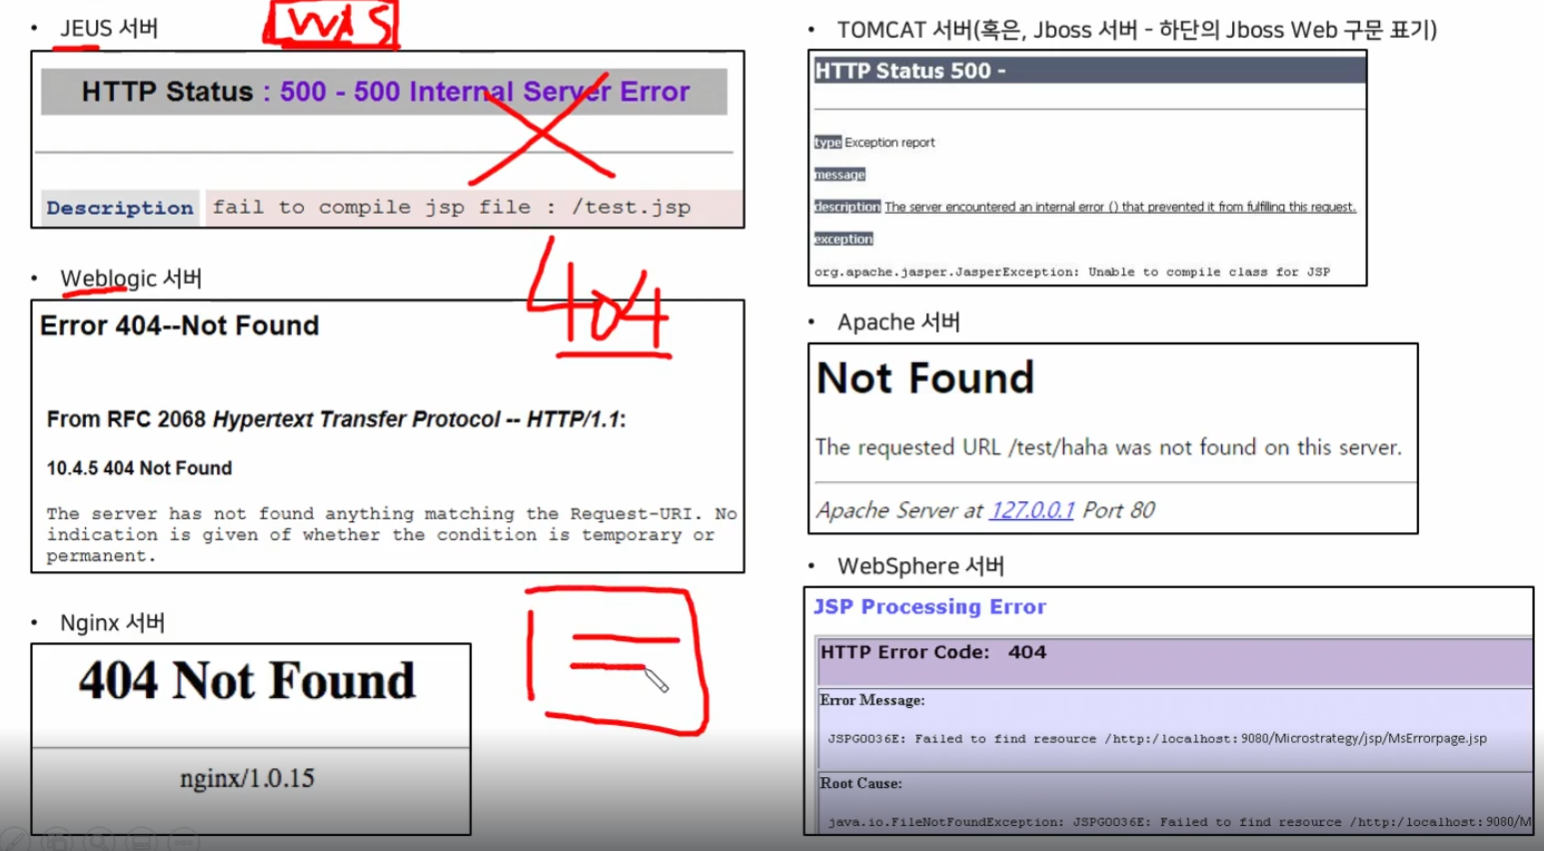 • JEUS 서버
WAS
HTTP Status : 500 - 500 Internal Server Error
Description fail to compile jsp file : /test.jsp
• Weblogic 서버
404
Error 404--Not Found
From RFC 2068 Hypertext Transfer Protocol -- HTTP/1.1:
10.4.5 404 Not Found
The server has not found anything matching the Request-URI. No
indication is given of whether the condition is temporary or
permanent.
• Nginx 서버
404 Not Found
nginx/1.0.15
• TOMCAT 서버(혹은, Jboss 서버 - 하단의 Jboss Web 구문 표기)
HTTP Status 500 -
type Exception report
message
description The server encountered an internal error () that prevented it from fulfilling this request.
exception
org.apache.jasper.JasperException: Unable to compile class for JSP
• Apache 서버
Not Found
The requested URL /test/haha was not found on this server.
Apache Server at 127.0.0.1 Port 80
• WebSphere 서버
JSP Processing Error
HTTP Error Code: 404
Error Message:
JSPG0036E: Failed to find resource /http:/localhost:9080/Microstrategy/jsp/MsErrorpage.jsp
Root Cause:
java.io.FileNotFoundException: JSPG0036E: Failed to find resource /http:/localhost:9080/M